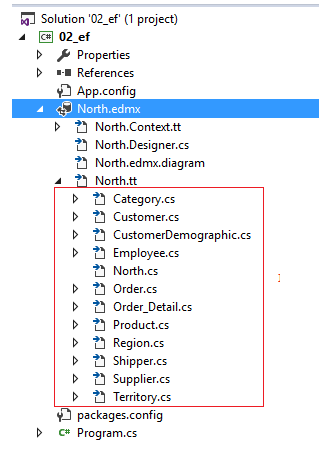 Solution '02_ef' (1 project)
02_ef
Properties
References
App.config
North.edmx
North.Context.tt
North.Designer.cs
North.edmx.diagram
North.tt
Category.cs
Customer.cs
CustomerDemographic.cs
Employee.cs
North.cs
Order.cs
Order_Detail.cs
Product.cs
Region.cs
Shipper.cs
Supplier.cs
Territory.cs
packages.config
Program.cs